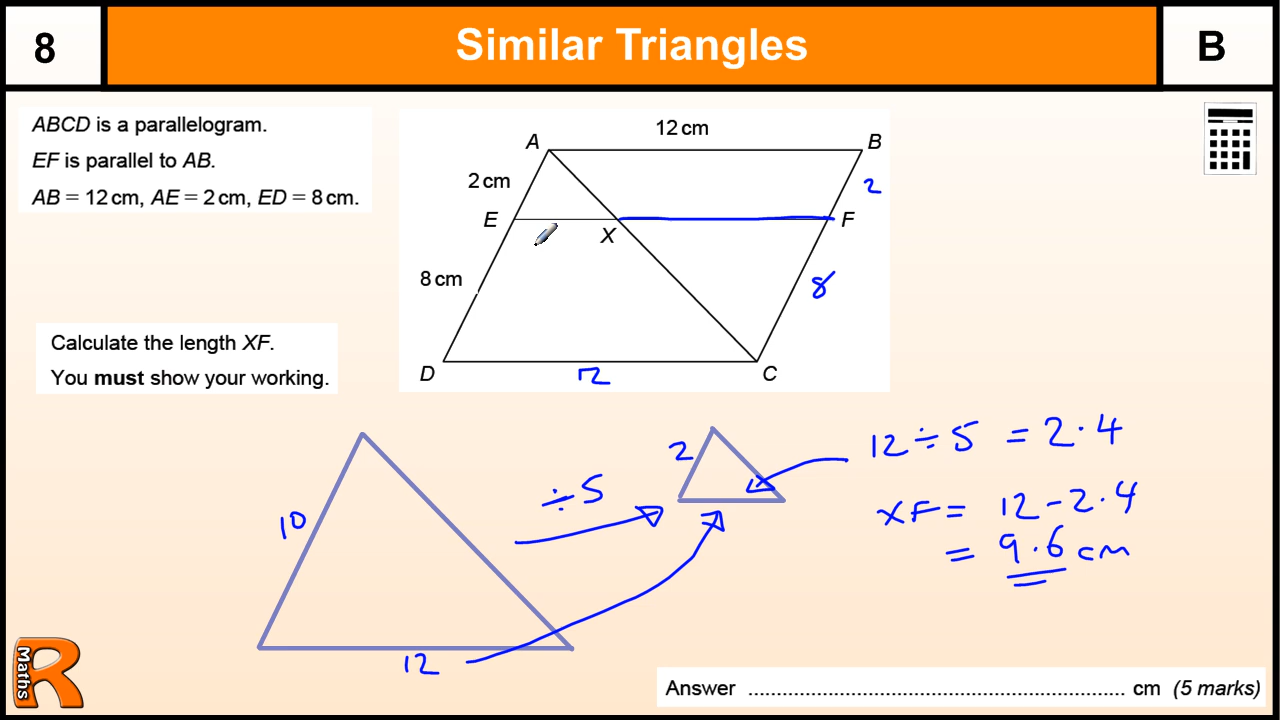 8
Similar Triangles
B
ABCD is a parallelogram.
EF is parallel to AB.
AB = 12 cm, AE = 2 cm, ED = 8 cm.
Calculate the length XF.
You must show your working.
12 cm
A
B
2 cm
2
E
X
F
8 cm
8
D
12
C
10
12
÷5
2
12 ÷ 5 = 2.4
XF = 12 - 2.4
= 9.6 cm
R
Maths
Answer ................................................................ cm (5 marks)